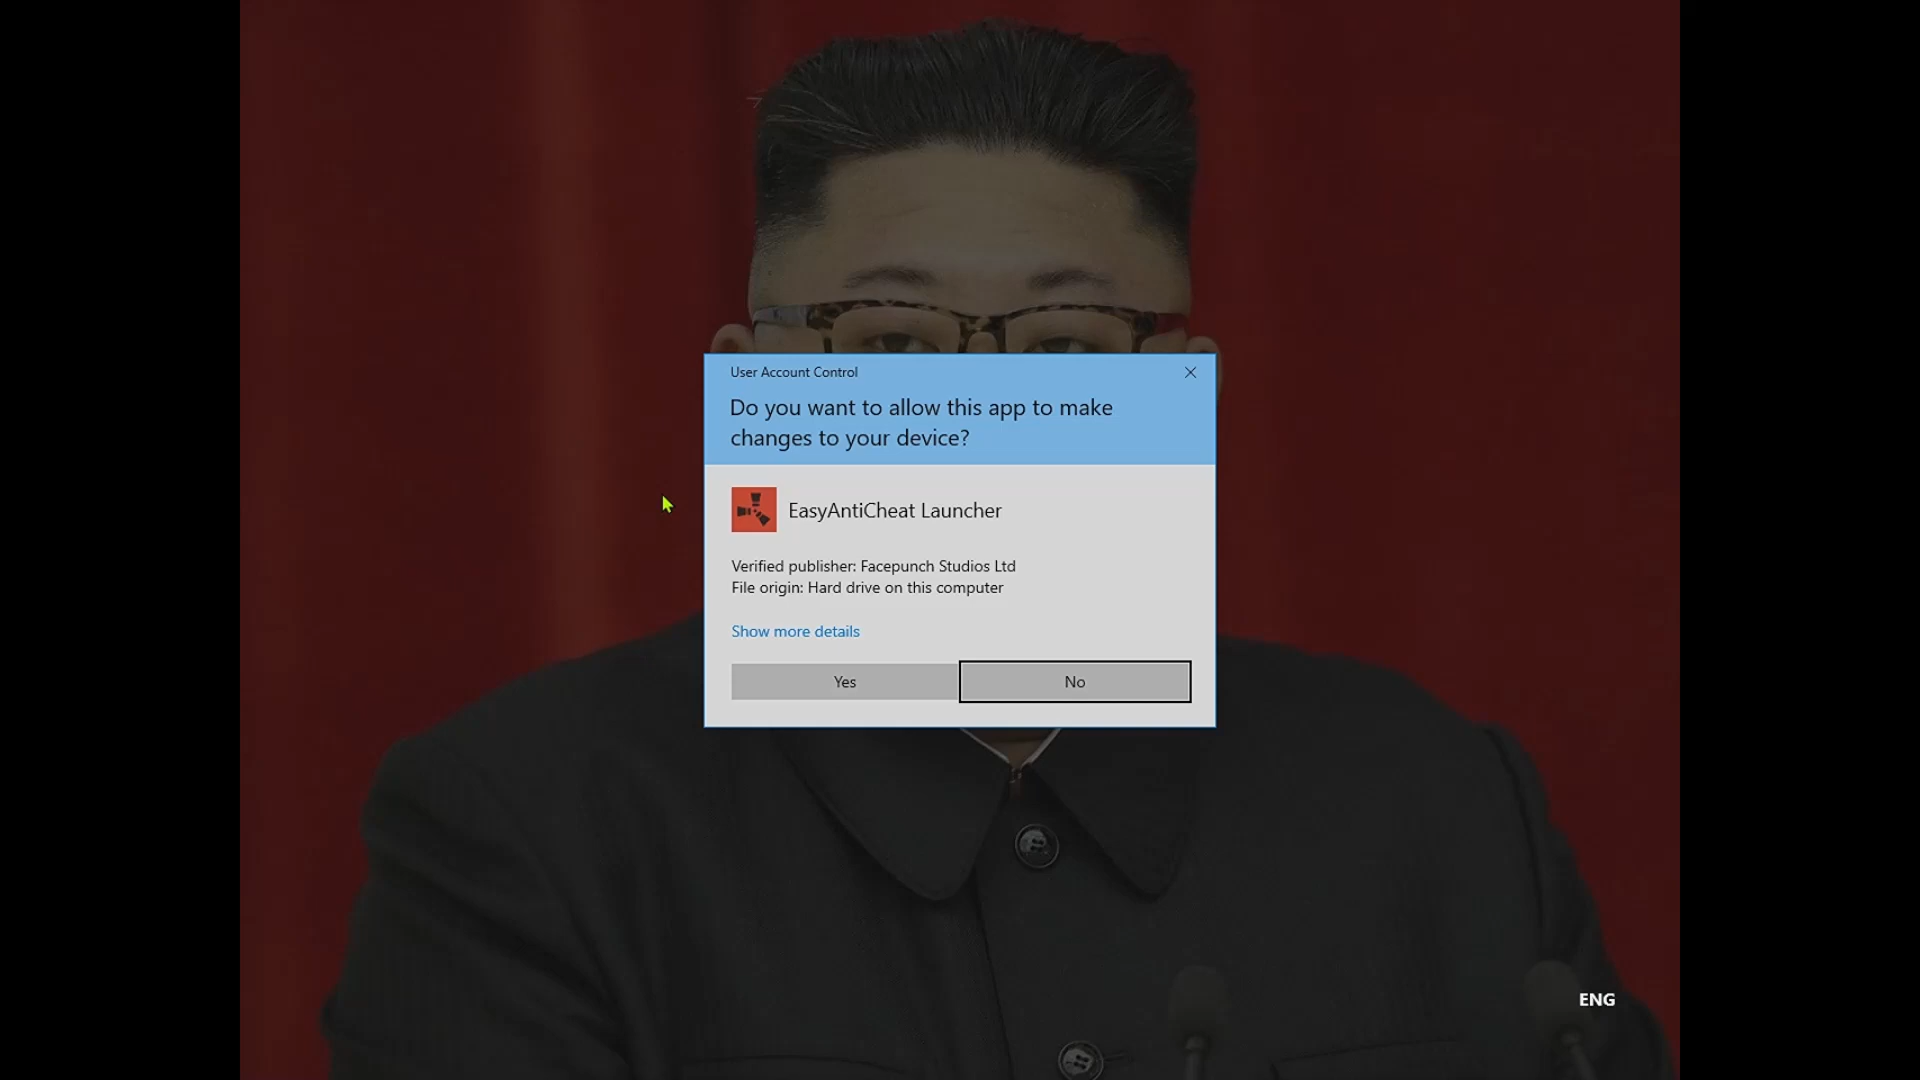 User Account Control
Do you want to allow this app to make
changes to your device?
EasyAntiCheat Launcher
Verified publisher: Facepunch Studios Ltd
File origin: Hard drive on this computer
Show more details
Yes
No
ENG